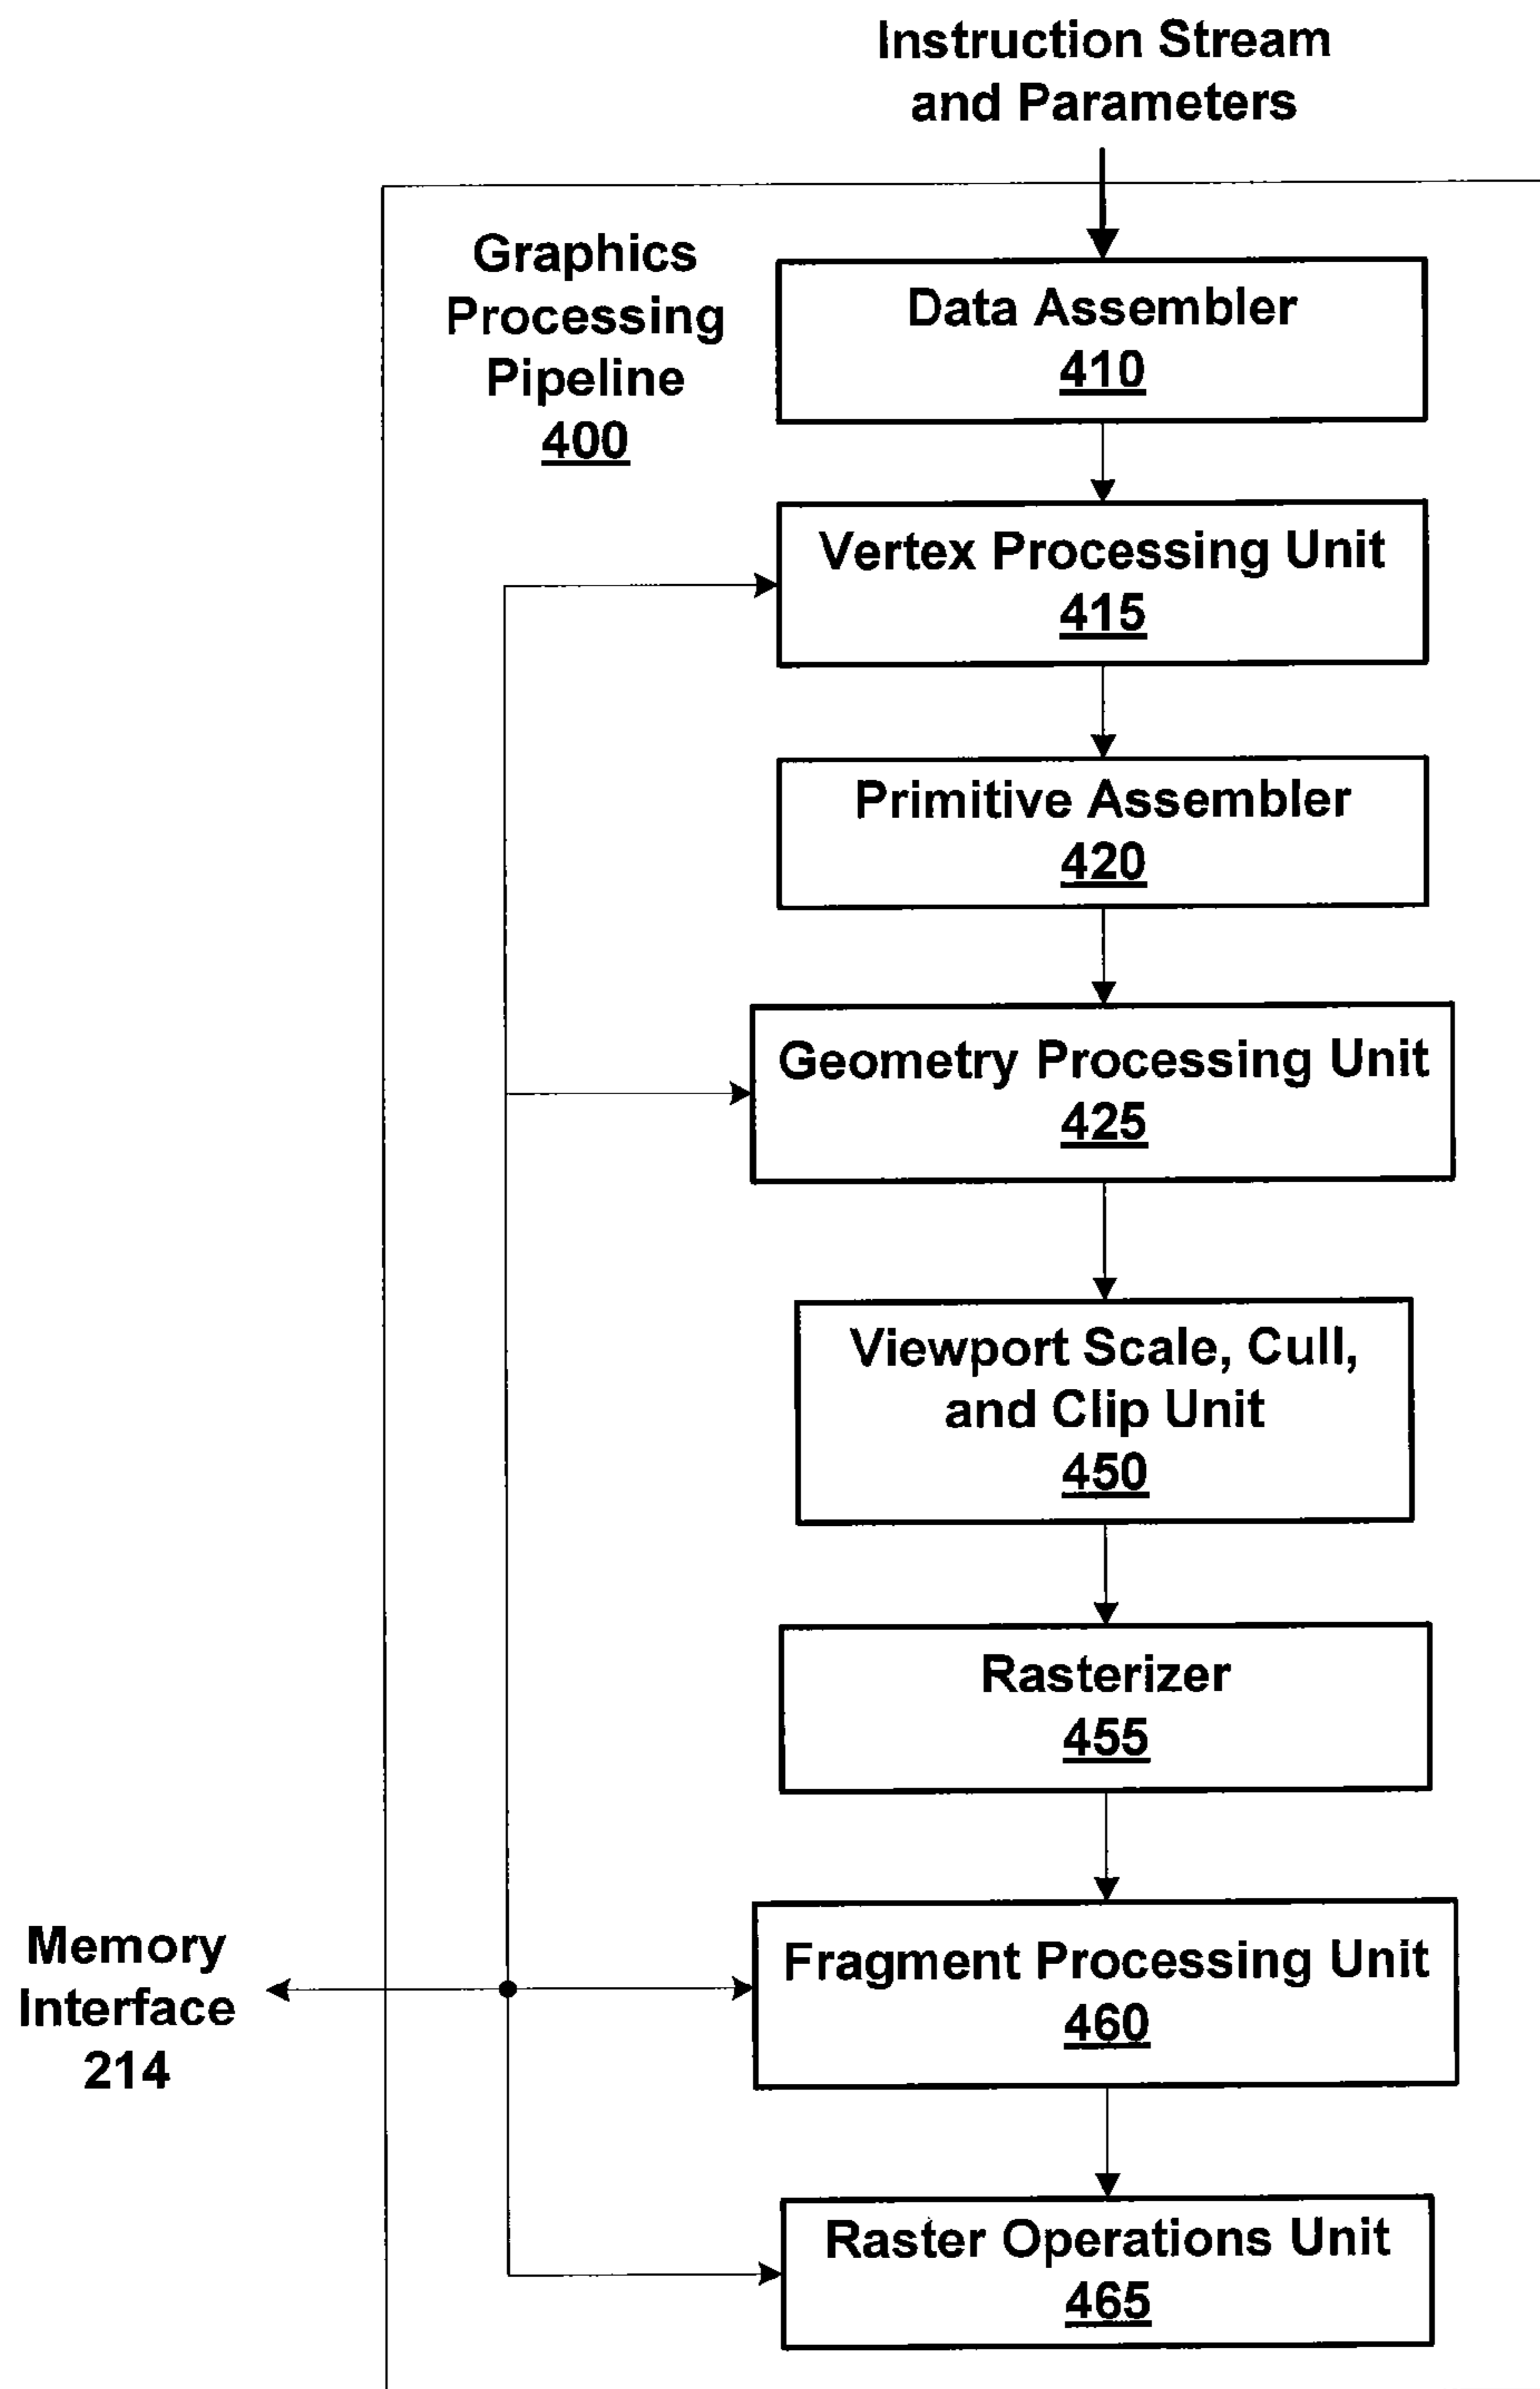 Instruction Stream
and Parameters
Graphics
Processing
Pipeline
400
Data Assembler
410
Vertex Processing Unit
415
Primitive Assembler
420
Geometry Processing Unit
425
Viewport Scale, Cull,
and Clip Unit
450
Rasterizer
455
Memory
Interface
214
Fragment Processing Unit
460
Raster Operations Unit
465